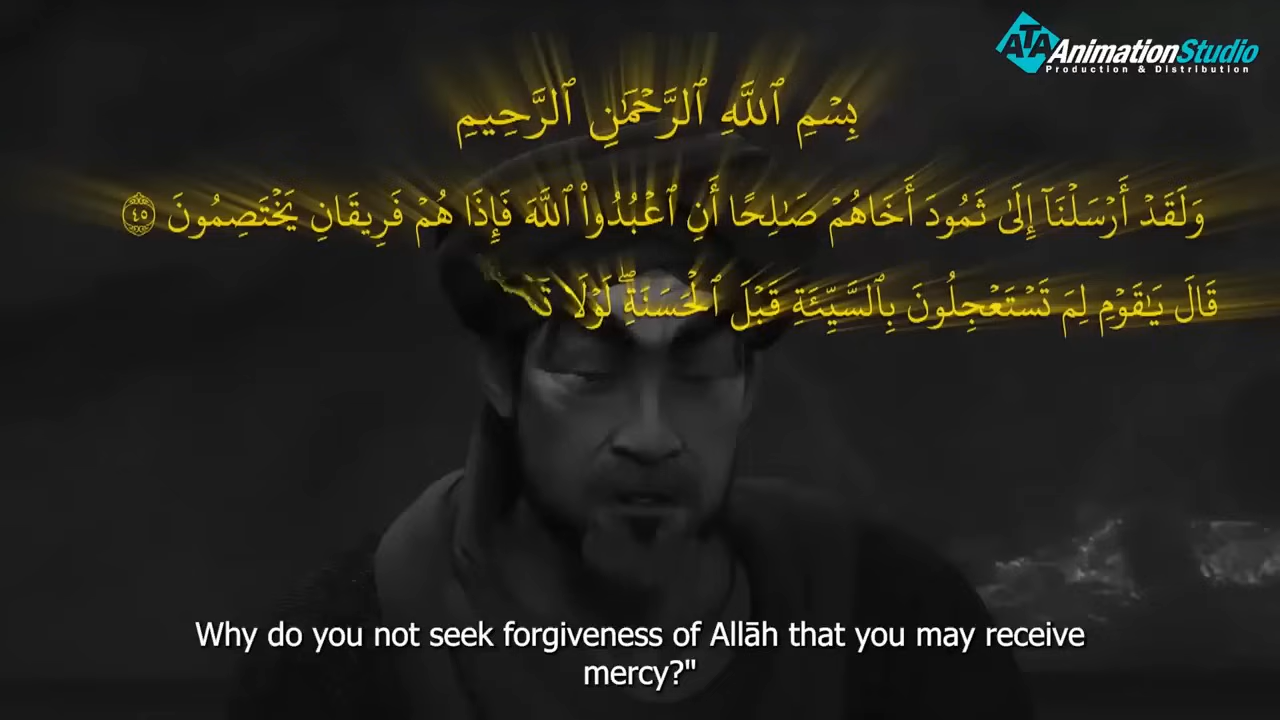 ATA AnimationStudio
Production & Distribution
بِسْمِ ٱللَّهِ ٱلرَّحْمَٰنِ ٱلرَّحِيمِ
وَلَقَدْ أَرْسَلْنَآ إِلَىٰ ثَمُودَ أَخَاهُمْ صَٰلِحًا أَنِ ٱعْبُدُوا۟ ٱللَّهَ فَإِذَا هُمْ فَرِيقَانِ يَخْتَصِمُونَ ٤٥
قَالَ يَٰقَوْمِ لِمَ تَسْتَعْجِلُونَ بِٱلسَّيِّئَةِ قَبْلَ ٱلْحَسَنَةِ ۖ لَوْلَا
Why do you not seek forgiveness of Allāh that you may receive
mercy?"